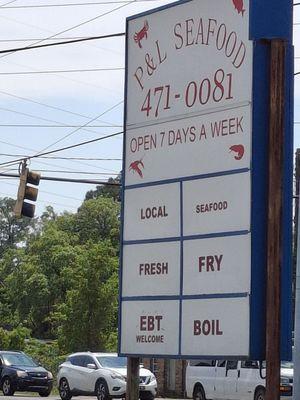 P&L SEAFOOD
471-0081
OPEN 7 DAYS A WEEK
LOCAL SEAFOOD
FRESH FRY
EBT BOIL
WELCOME